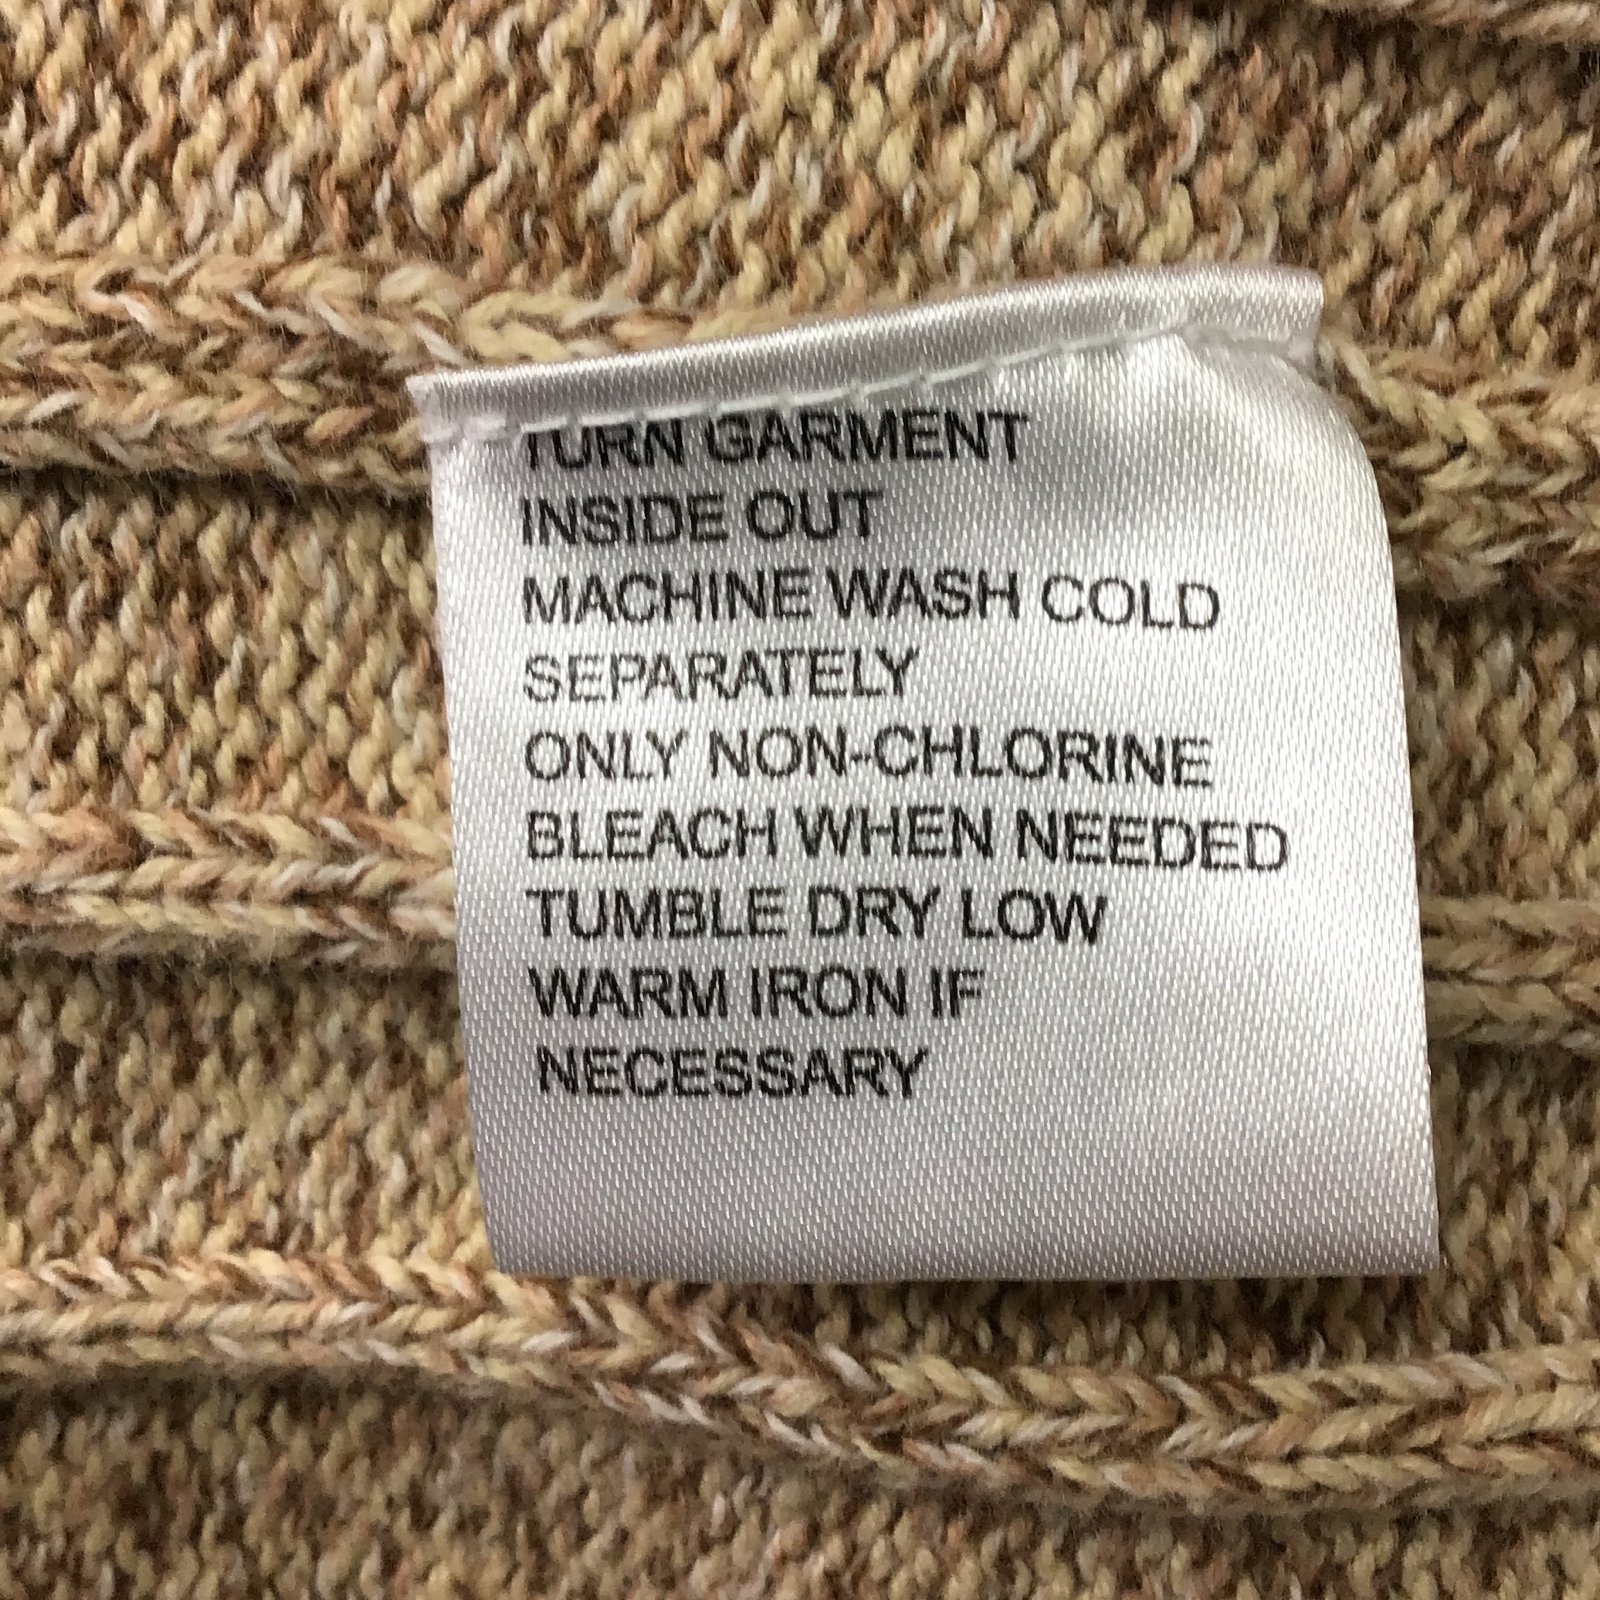 TURN GARMENT
INSIDE OUT
MACHINE WASH COLD
SEPARATELY
ONLY NON-CHLORINE
BLEACH WHEN NEEDED
TUMBLE DRY LOW
WARM IRON IF
NECESSARY